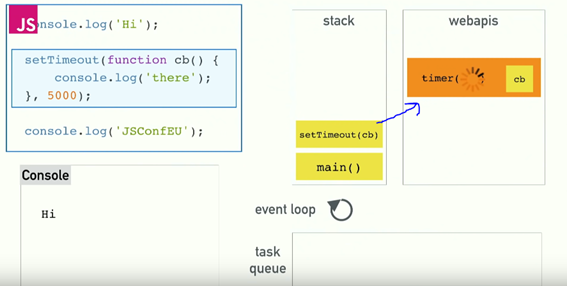 JS
console.log('Hi');
setTimeout(function cb() {
console.log('there');
}, 5000);
console.log('JSConfEU');
Console
Hi
stack
setTimeout(cb)
main()
webapis
timer( cb
event loop
task
queue